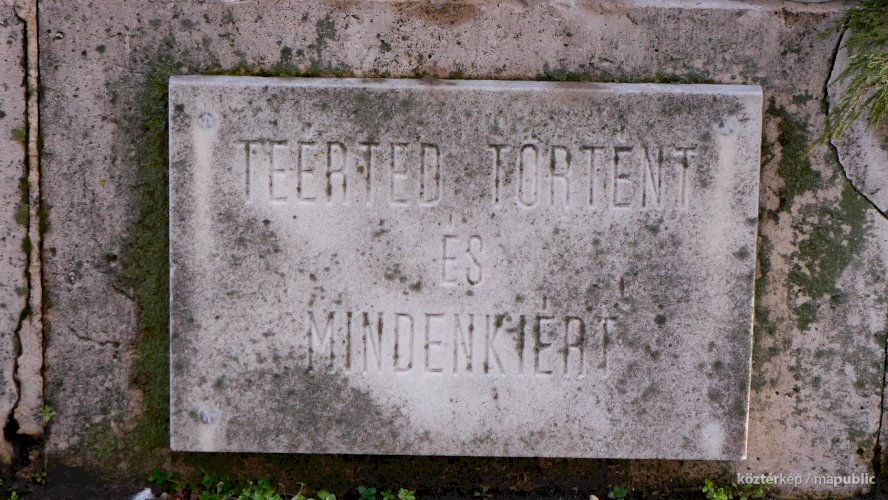 TEÉRTED TÖRTÉNT
ÉS
MINDENKIÉRT
köztérkép / mapublic